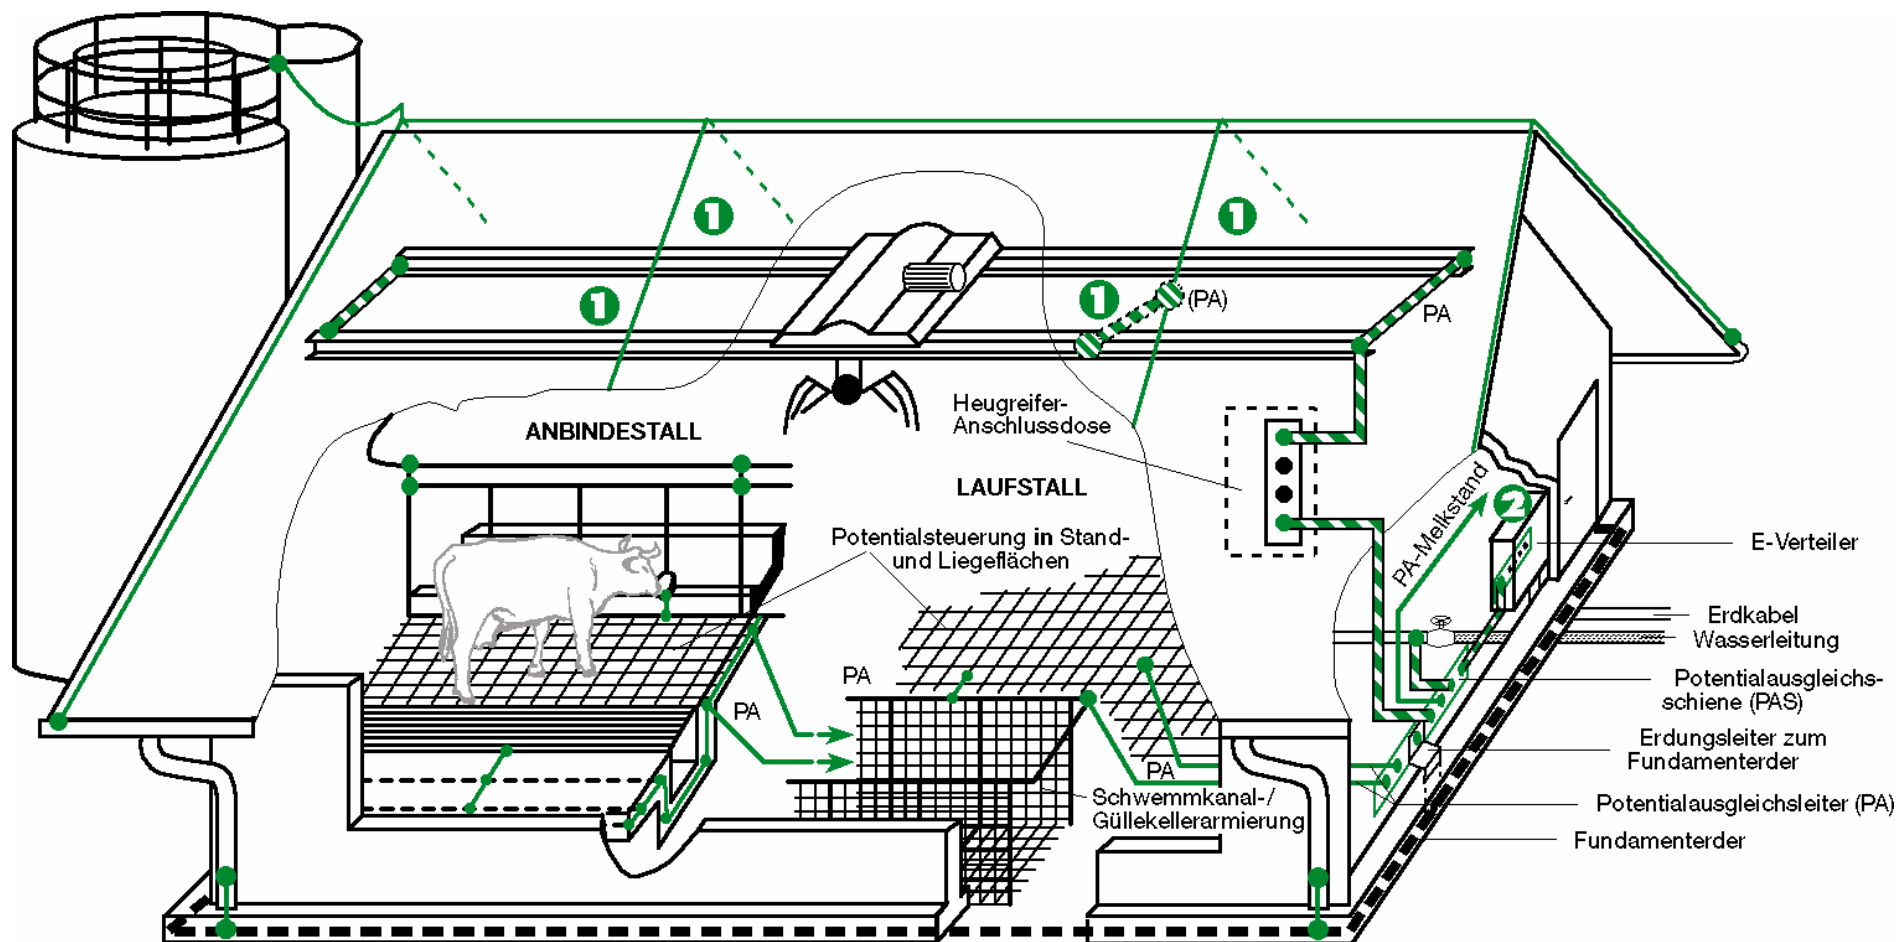 1
1
1
1
(PA)
PA
Heugreifer-
Anschlussdose
ANBINDESTALL
LAUFSTALL
PA-Melkstand
2
Potentialsteuerung in Stand-
und Liegeflächen
E-Verteiler
Erdkabel
Wasserleitung
PA
Potentialausgleichs-
schiene (PAS)
PA
Erdungsleiter zum
Fundamenterder
PA
Schwemmkanal-/
Güllekellerarmierung
Potentialausgleichsleiter (PA)
Fundamenterder